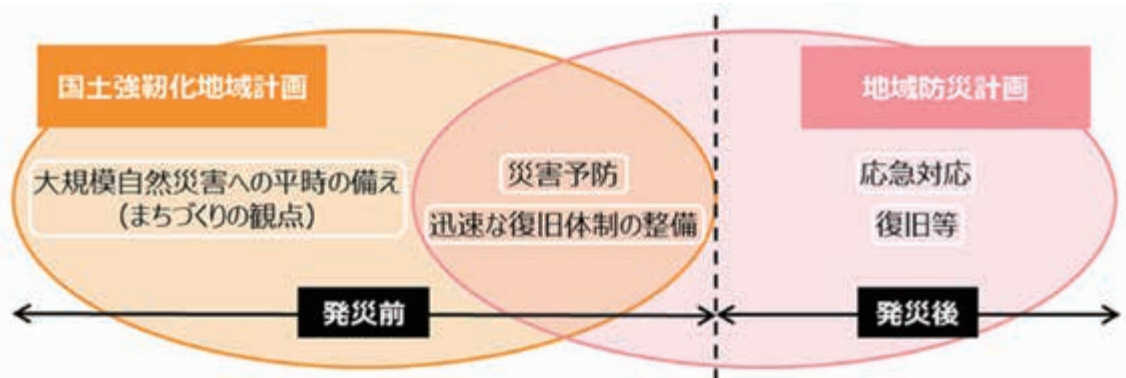 国土強靭化地域計画
地域防災計画
大規模自然災害への平時の備え
(まちづくりの観点)
災害予防
迅速な復旧体制の整備
応急対応
復旧等
発災前
発災後